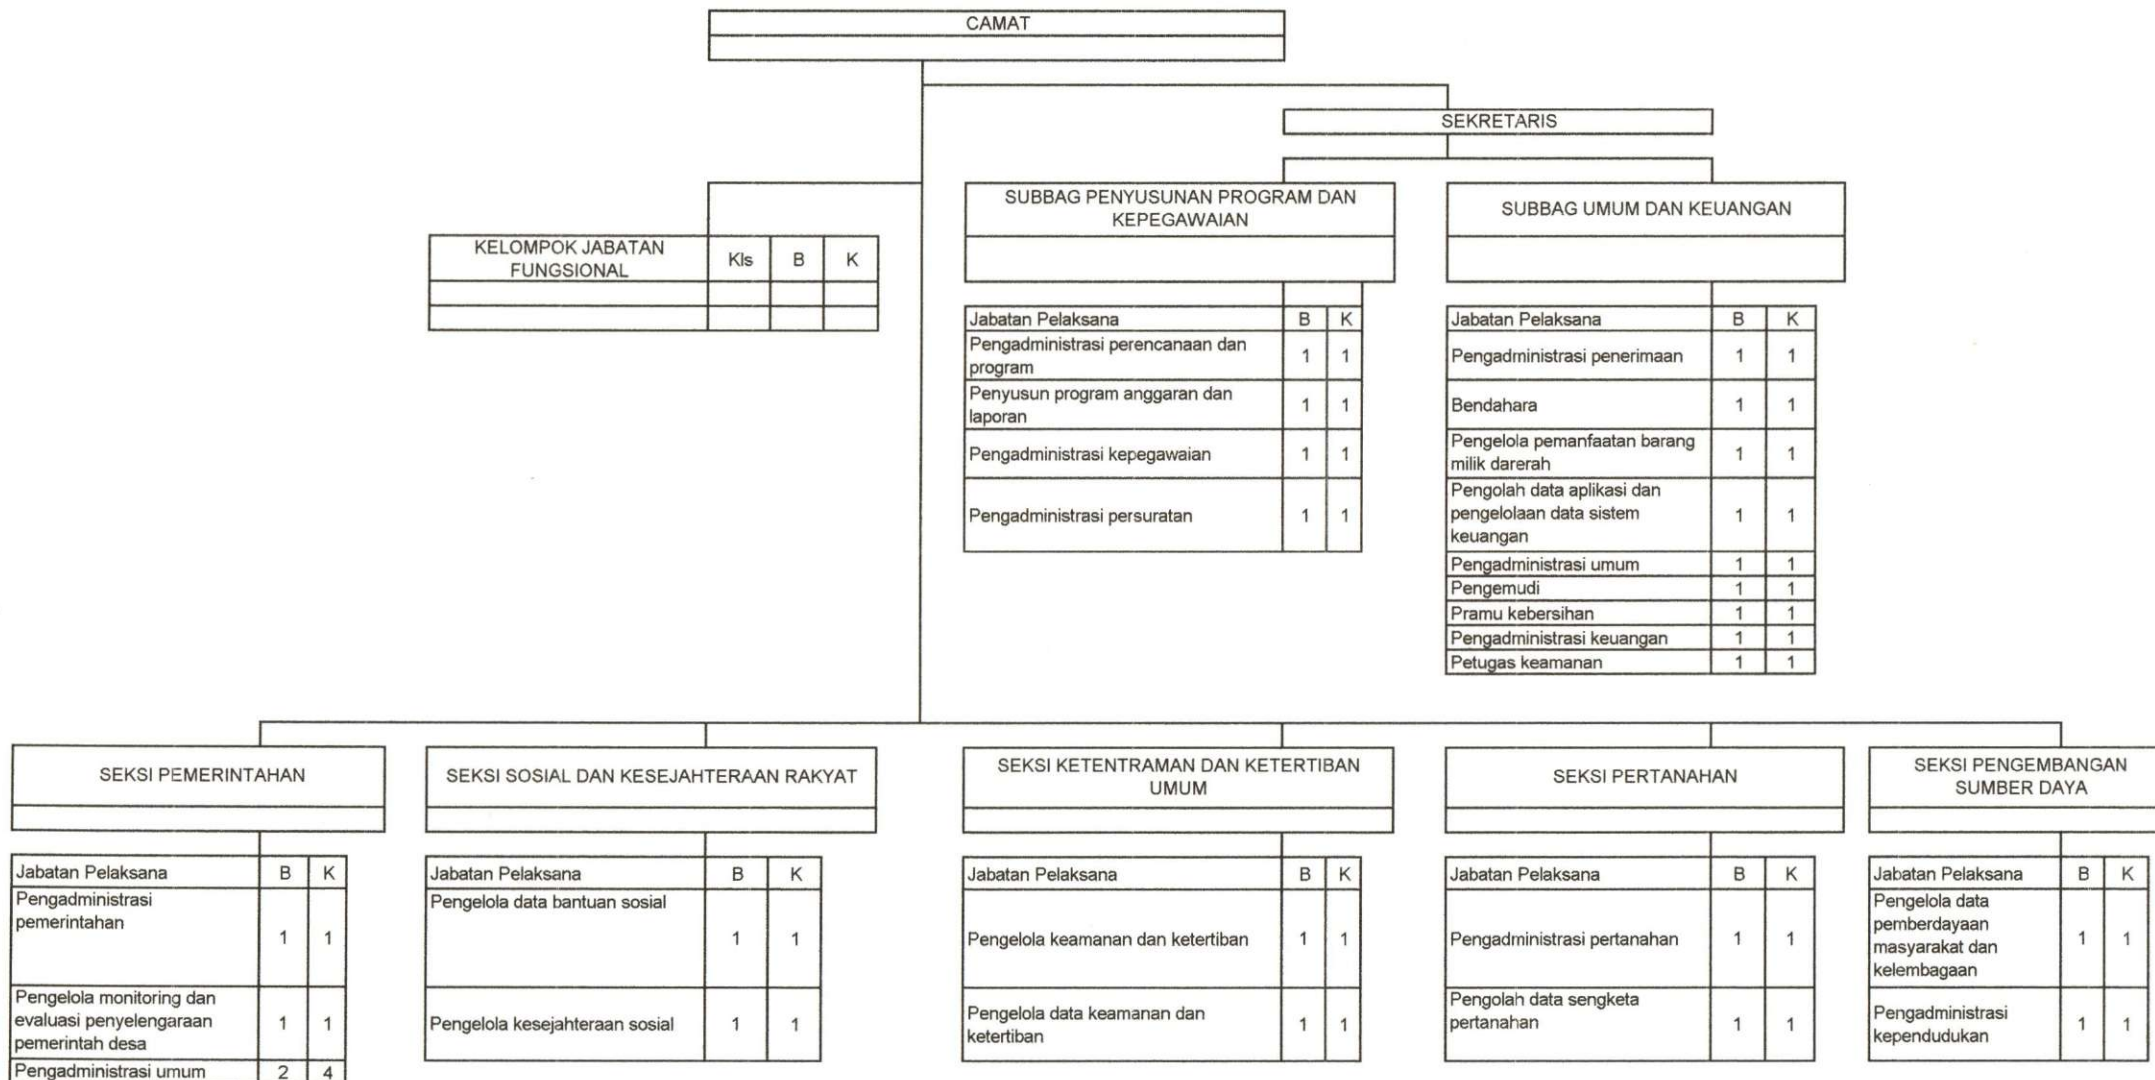 CAMAT
SEKRETARIS
SUBBAG PENYUSUNAN PROGRAM DAN
KEPEGAWAIAN
SUBBAG UMUM DAN KEUANGAN
KELOMPOK JABATAN
FUNGSIONAL
Kls B K
Jabatan Pelaksana B K
Pengadministrasi perencanaan dan
program 1 1
Penyusun program anggaran dan
laporan 1 1
Pengadministrasi kepegawaian 1 1
Pengadministrasi persuratan 1 1
Jabatan Pelaksana B K
Pengadministrasi penerimaan 1 1
Bendahara 1 1
Pengelola pemanfaatan barang
milik darerah 1 1
Pengolah data aplikasi dan
pengelolaan data sistem 1 1
keuangan
Pengadministrasi umum 1 1
Pengemudi 1 1
Pramu kebersihan 1 1
Pengadministrasi keuangan 1 1
Petugas keamanan 1 1
SEKSI PEMERINTAHAN
Jabatan Pelaksana B K
Pengadministrasi
pemerintahan 1 1
Pengelola monitoring dan
evaluasi penyelengaraan 1 1
pemerintah desa
Pengadministrasi umum 2 4
SEKSI SOSIAL DAN KESEJAHTERAAN RAKYAT
Jabatan Pelaksana B K
Pengelola data bantuan sosial 1 1
Pengelola kesejahteraan sosial 1 1
SEKSI KETENTRAMAN DAN KETERTIBAN
UMUM
Jabatan Pelaksana B K
Pengelola keamanan dan ketertiban 1 1
Pengelola data keamanan dan
ketertiban 1 1
SEKSI PERTANAHAN
Jabatan Pelaksana B K
Pengadministrasi pertanahan 1 1
Pengolah data sengketa
pertanahan 1 1
SEKSI PENGEMBANGAN
SUMBER DAYA
Jabatan Pelaksana B K
Pengelola data
pemberdayaan
masyarakat dan 1 1
kelembagaan
Pengadministrasi
kependudukan 1 1